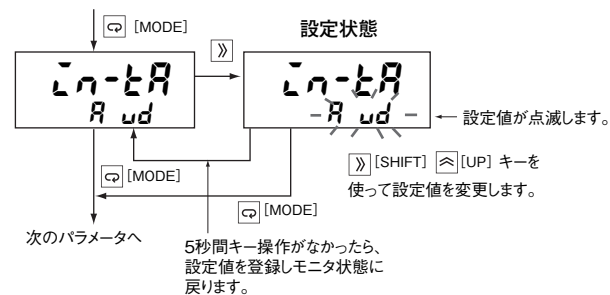 [MODE]
設定状態
in-tA
in-tA
A ud
A ud
設定値が点滅します。
[SHIFT] [UP] キーを
使って設定値を変更します。
[MODE]
[MODE]
次のパラメータへ
5秒間キー操作がなかったら、
設定値を登録しモニタ状態に
戻ります。